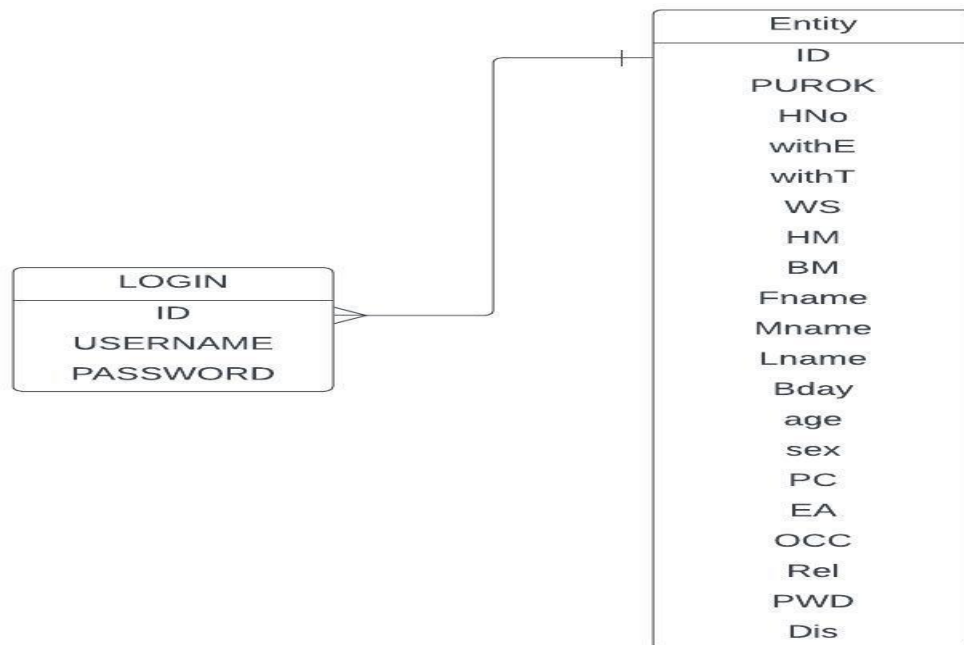 LOGIN
ID
USERNAME
PASSWORD
Entity
ID
PUROK
HNo
withE
withT
WS
HM
BM
Fname
Mname
Lname
Bday
age
sex
PC
EA
OCC
Rel
PWD
Dis